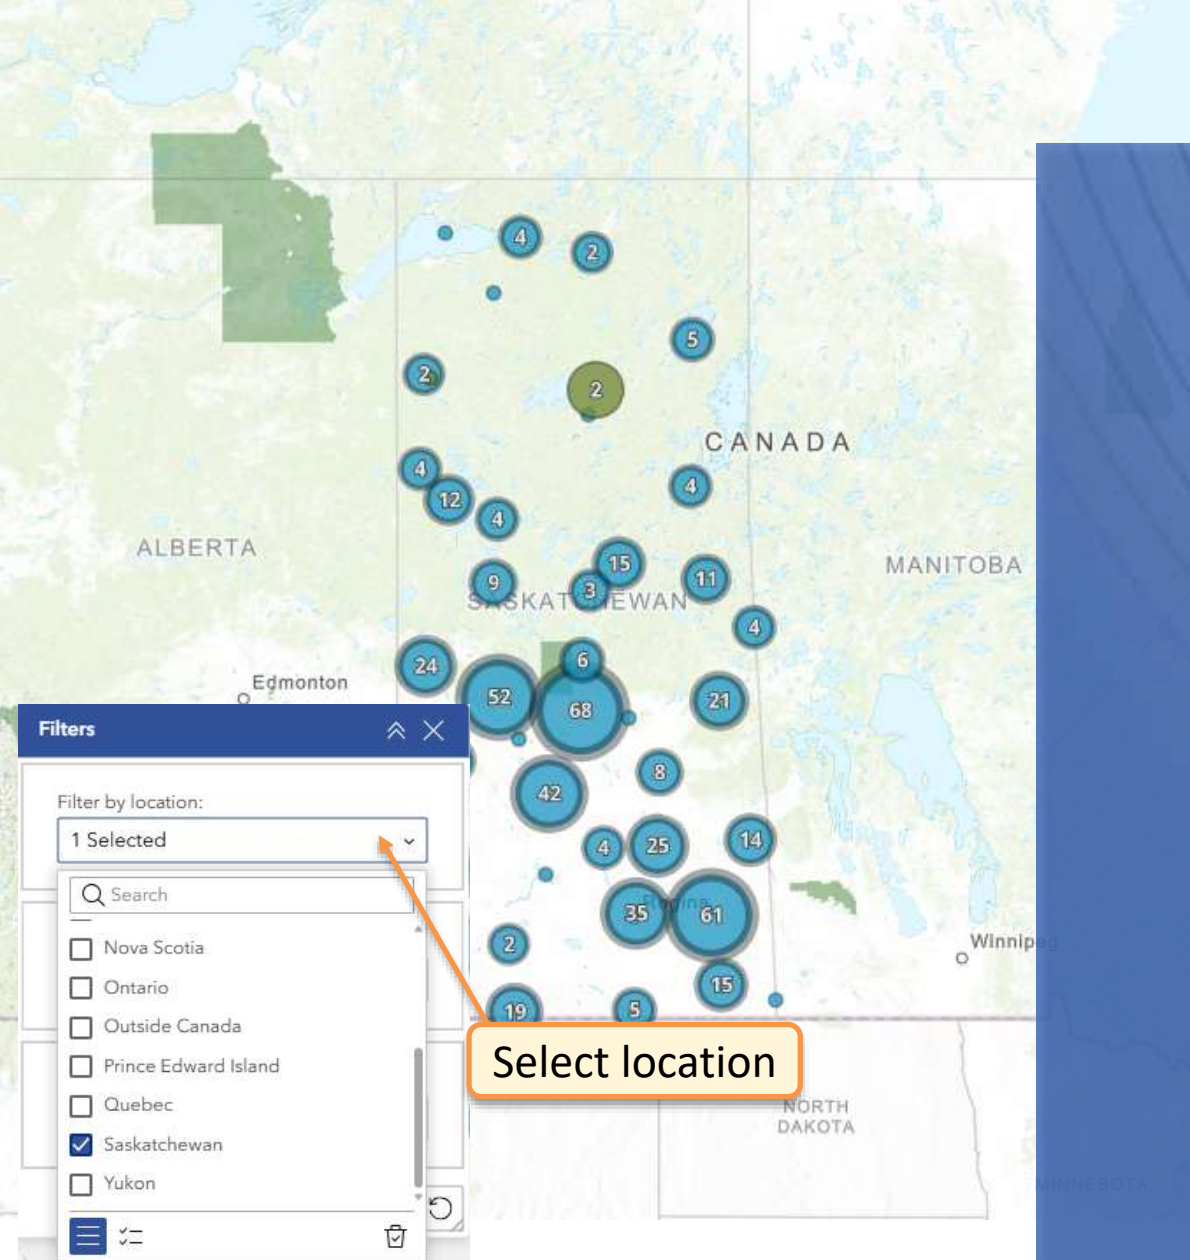 4
2
5
2
2
CANADA
4
12
4
4
ALBERTA
15
MANITOBA
9
3
11
SASKATCHEWAN
4
24
6
Edmonton
52
68
21
Filters
8
42
Filter by location:
1 Selected
4
25
14
Search
35
Regina
61
Nova Scotia
2
Winnipeg
Ontario
15
19
5
Outside Canada
Select location
Prince Edward Island
Quebec
NORTH
DAKOTA
Saskatchewan
Yukon
MINNESOTA